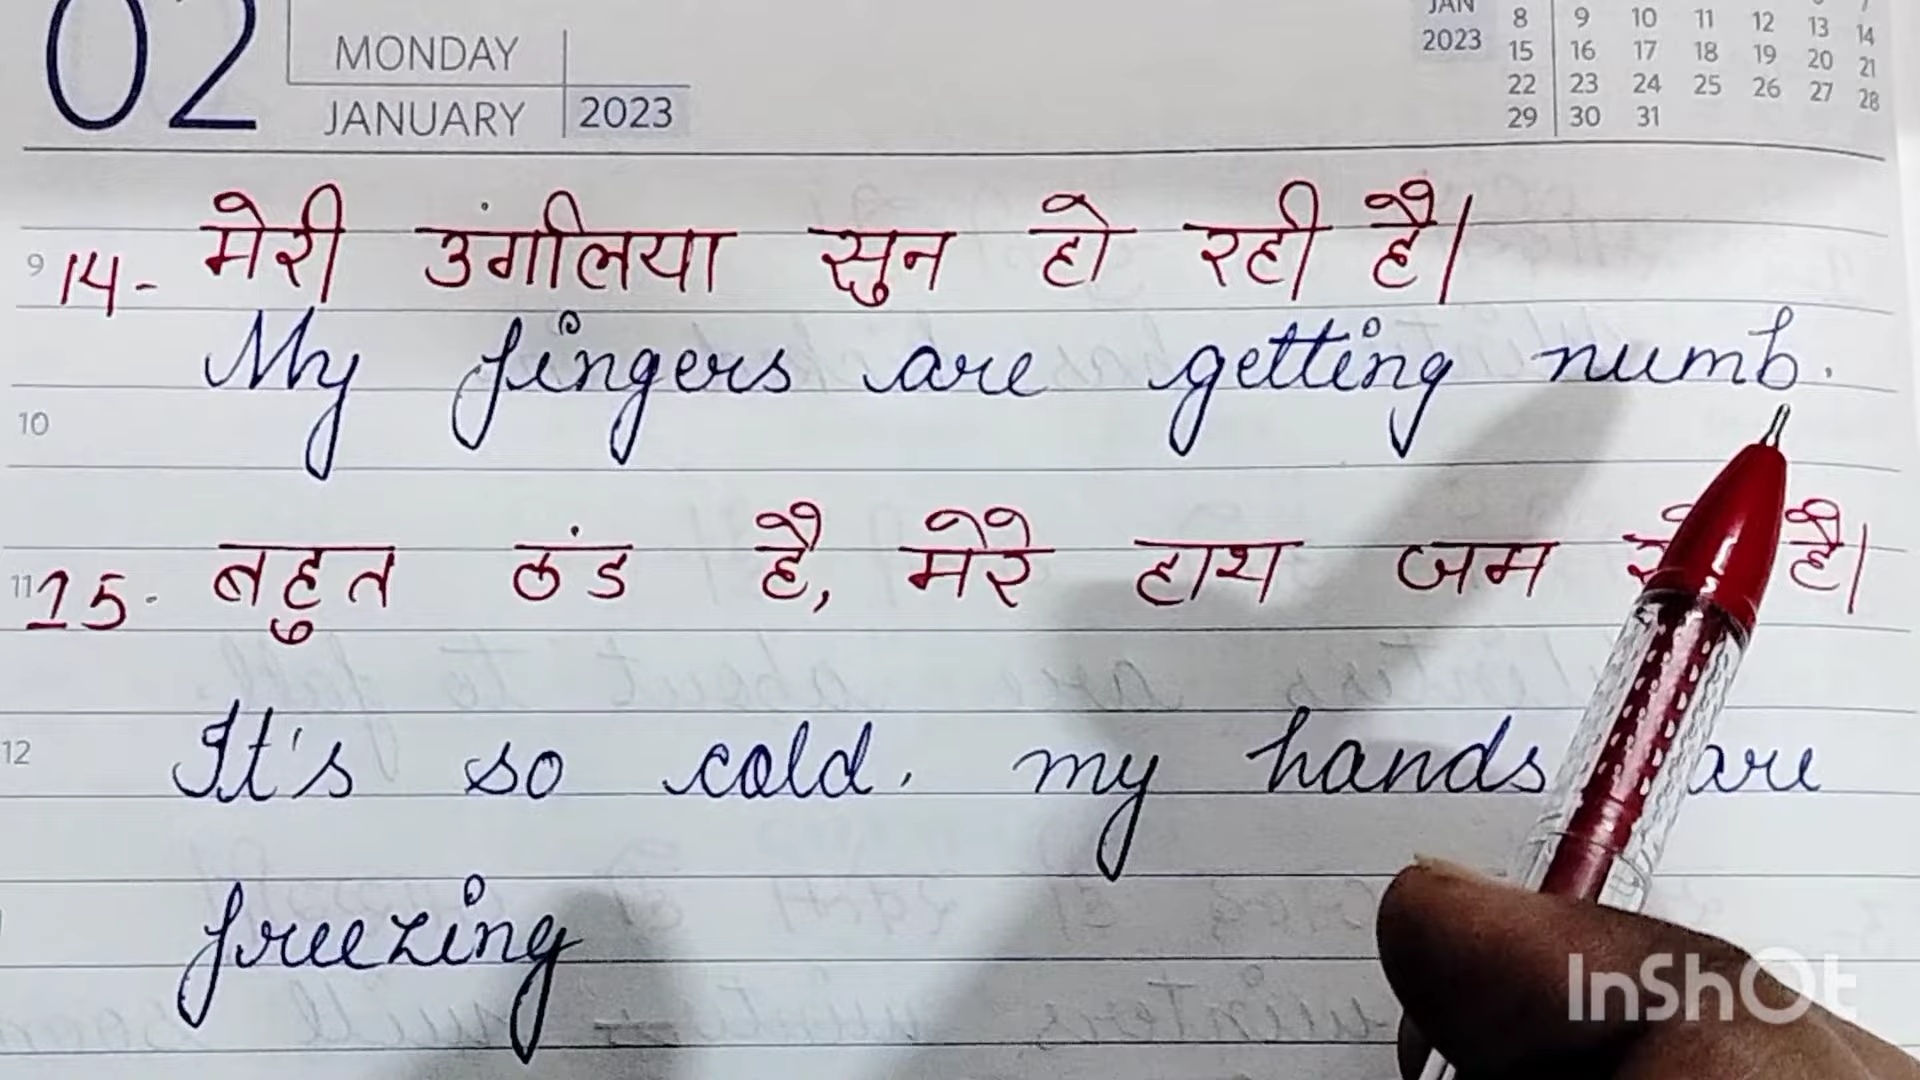 02
MONDAY
JANUARY 2023
JAN 2023
8 9 10 11 12 13 14
15 16 17 18 19 20 21
22 23 24 25 26 27 28
29 30 31
9
14- मेरी उंगलिया सुन हो रही है।
My fingers are getting numb.
10
11
15. बहुत ठंड है, मेरे हाथ जम है।
12
It's so cold. my hands are
freezing
InShOt